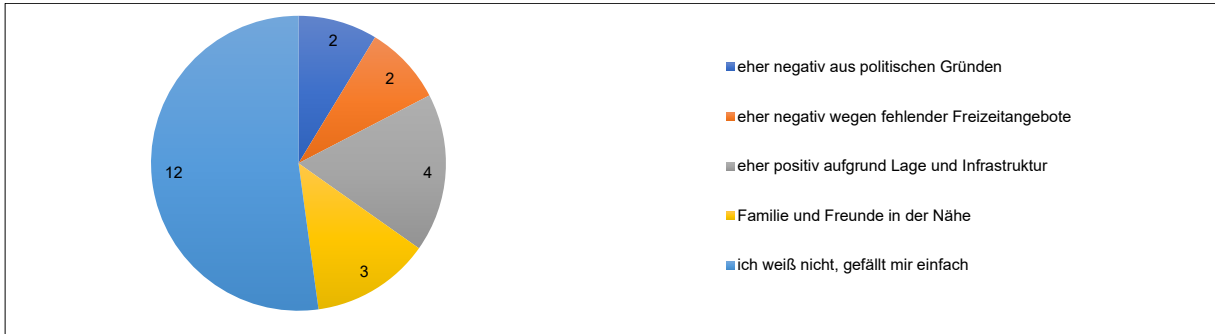 2
2
4
3
12
eher negativ aus politischen Gründen
eher negativ wegen fehlender Freizeitangebote
eher positiv aufgrund Lage und Infrastruktur
Familie und Freunde in der Nähe
ich weiß nicht, gefällt mir einfach